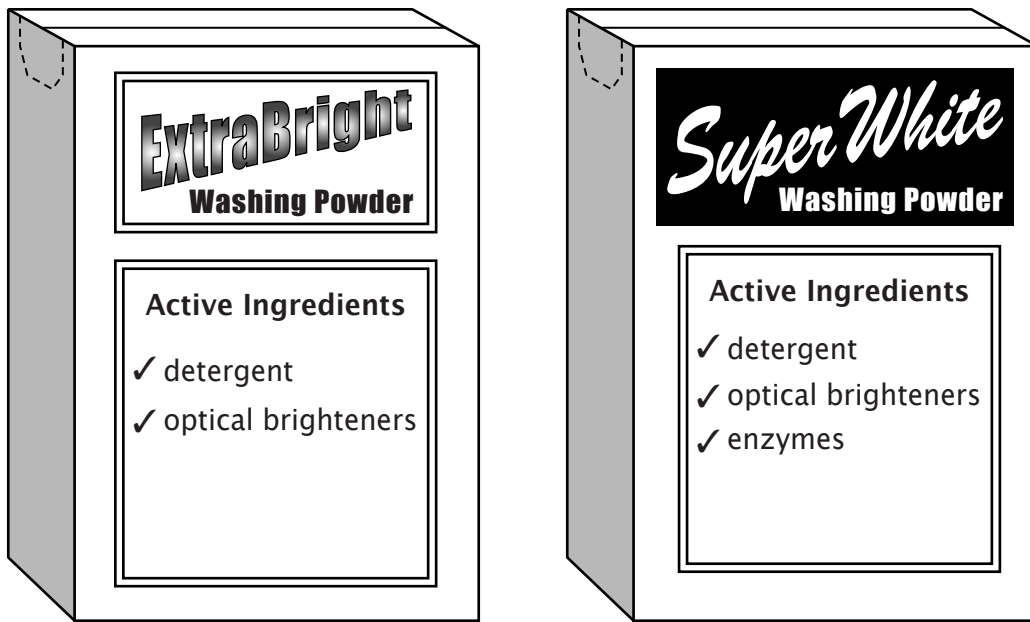 ExtraBright
Washing Powder
Active Ingredients
✓ detergent
✓ optical brighteners
Super White
Washing Powder
Active Ingredients
✓ detergent
✓ optical brighteners
✓ enzymes